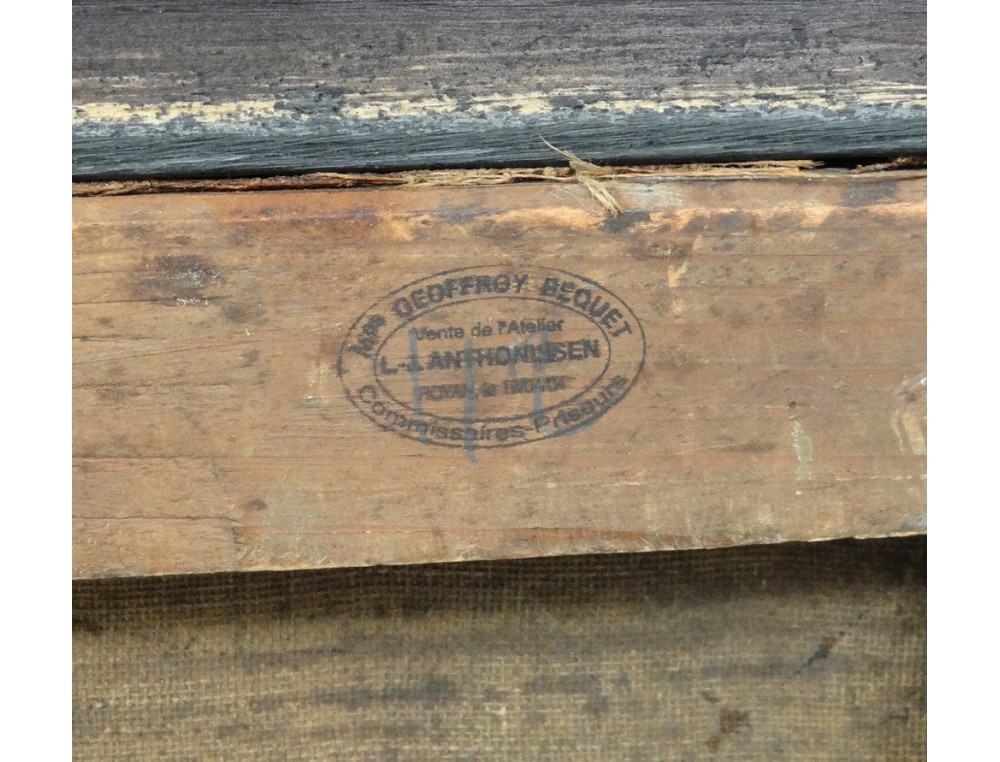 Mes GEOFFROY BEQUET
Vente de l'Atelier
L.-J. ANTHONISSEN
ROYAN, le
Commissaires-Priseurs